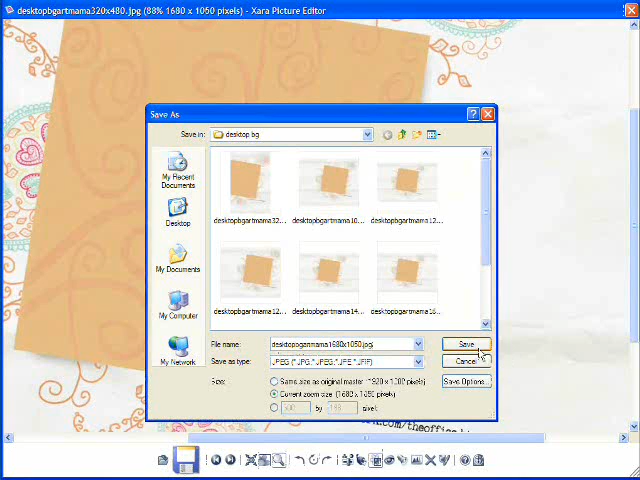 desktopbgartmama320x480.jpg (88% 1680 x 1060 pixels) - Xara Picture Editor
Save As
Save in:
desktop bg
My Recent
Documents
Desktop
My Documents
My Computer
My Network
desktopbgartmama32...
desktopbgartmama10...
desktopbgartmama12...
desktopbgartmama12...
desktopbgartmama14...
desktopbgartmama16...
File name:
desktopbgartmama1680x1050.jpg
Save
Save as type:
JPEG (*.JPG,*.JPEG,*.JPE,*.JFIF)
Cancel
Size:
Same size as original master
Current zoom size (1680 x 1050 pixels)
Save Options...
by
pixels
.com/theoffice